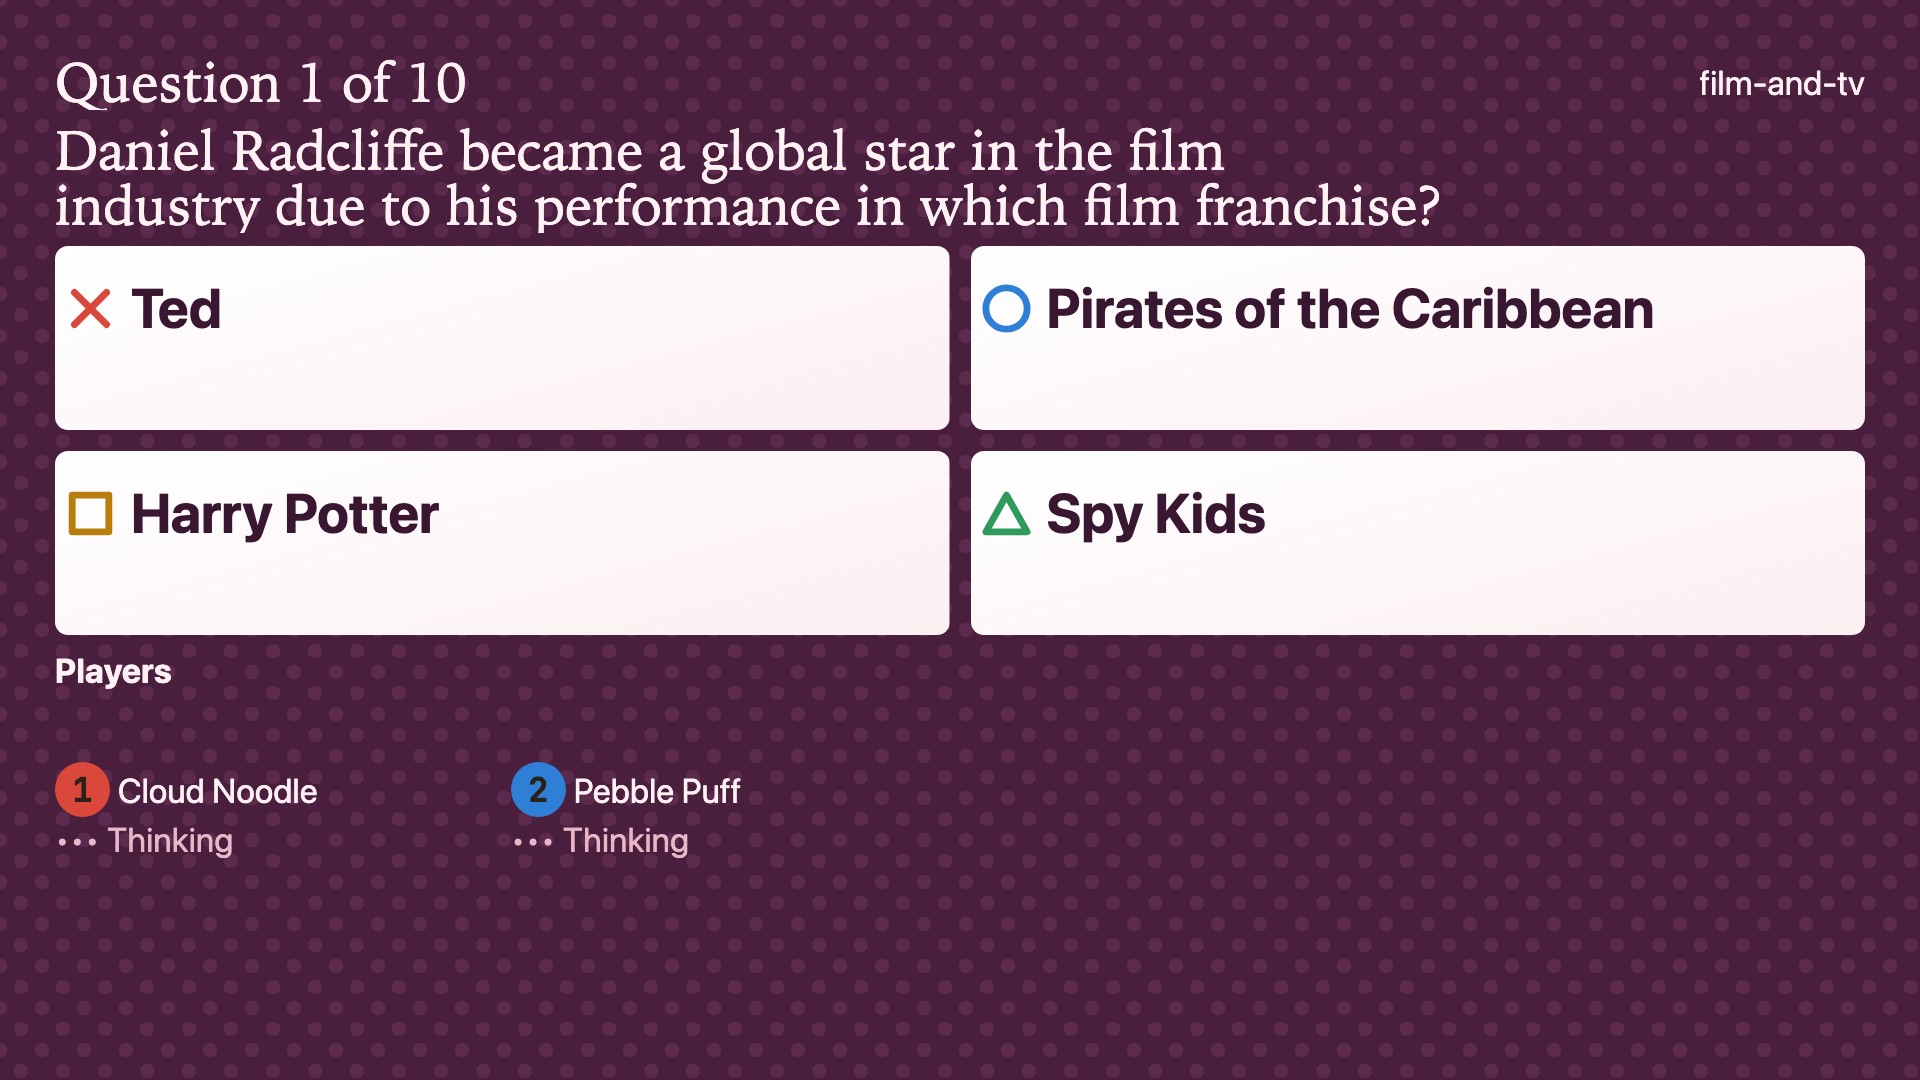 Question 1 of 10
film-and-tv
Daniel Radcliffe became a global star in the film
industry due to his performance in which film franchise?
Ted
Pirates of the Caribbean
Harry Potter
Spy Kids
Players
1 Cloud Noodle
2 Pebble Puff
··· Thinking
··· Thinking